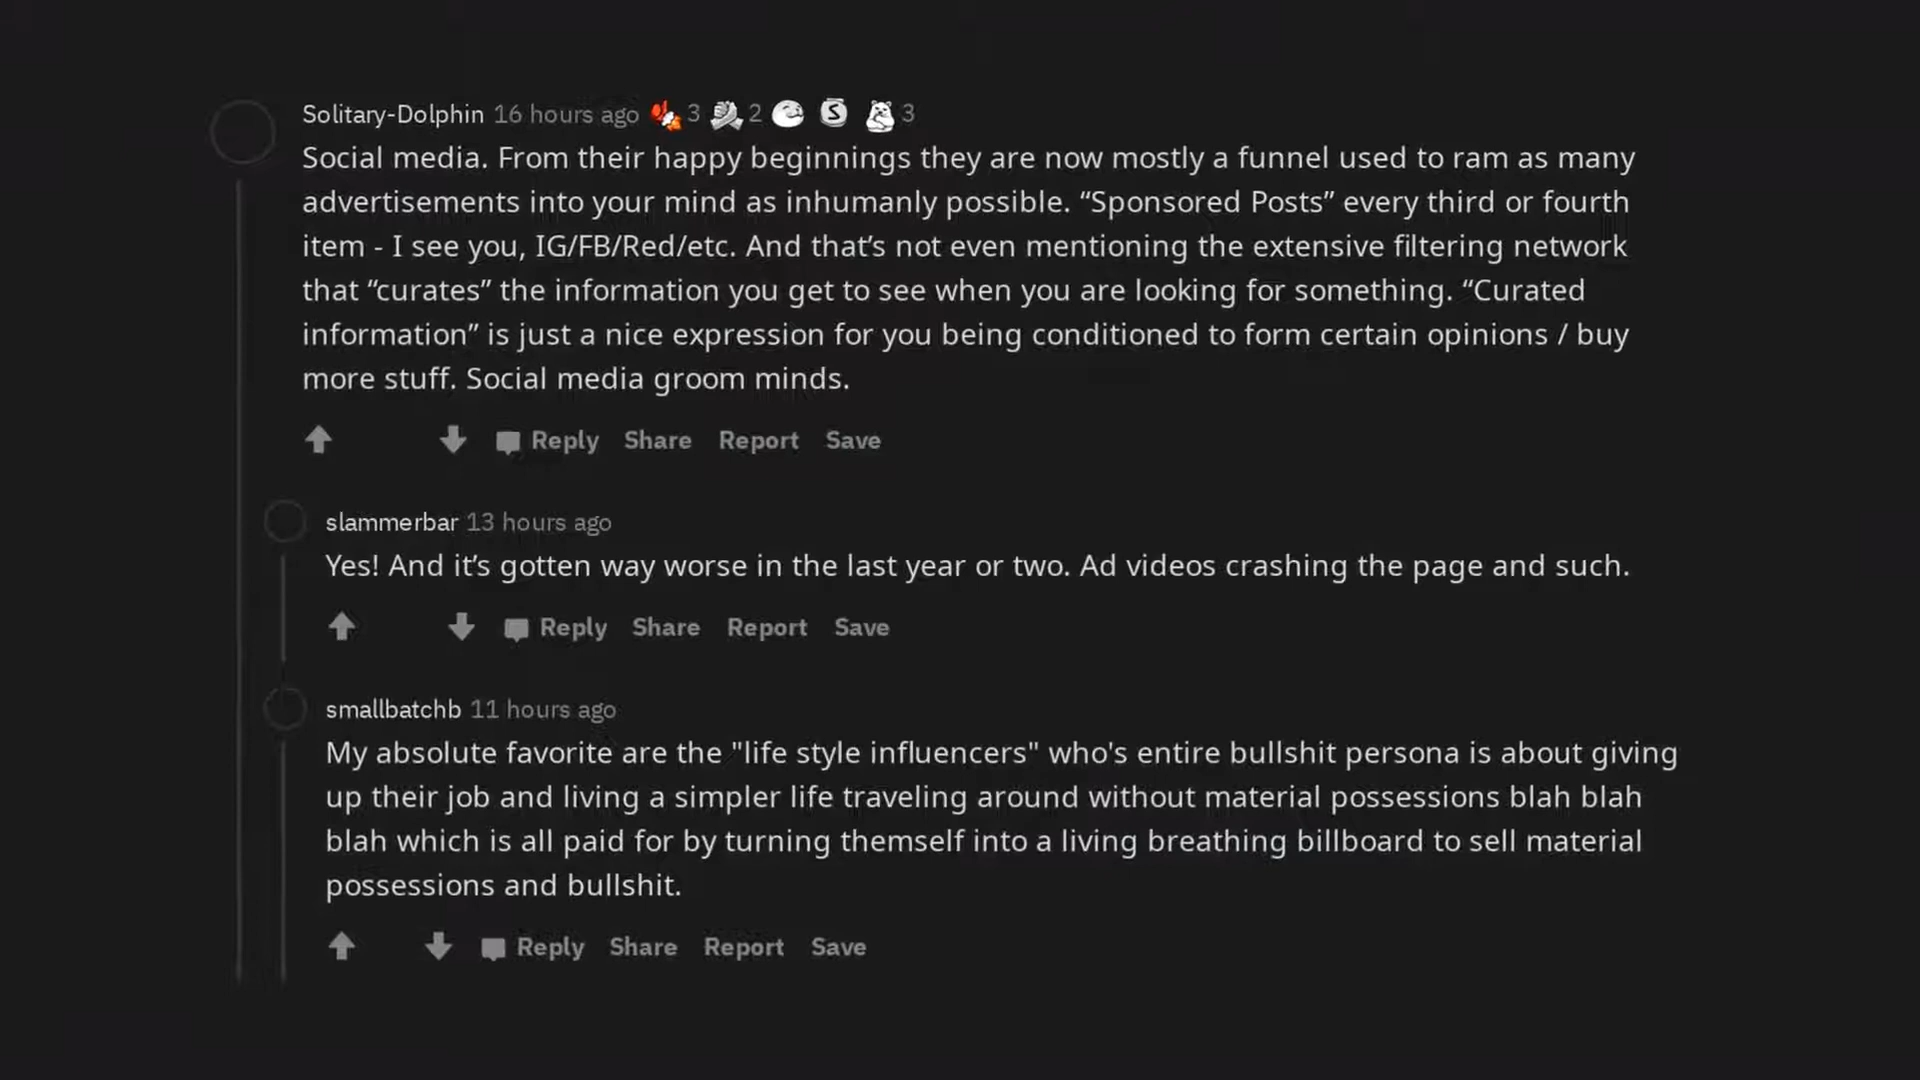 Solitary-Dolphin 16 hours ago 3 2 S 3
Social media. From their happy beginnings they are now mostly a funnel used to ram as many
advertisements into your mind as inhumanly possible. “Sponsored Posts” every third or fourth
item - I see you, IG/FB/Red/etc. And that’s not even mentioning the extensive filtering network
that “curates” the information you get to see when you are looking for something. “Curated
information” is just a nice expression for you being conditioned to form certain opinions / buy
more stuff. Social media groom minds.
Reply Share Report Save
slammerbar 13 hours ago
Yes! And it’s gotten way worse in the last year or two. Ad videos crashing the page and such.
Reply Share Report Save
smallbatchb 11 hours ago
My absolute favorite are the "life style influencers" who's entire bullshit persona is about giving
up their job and living a simpler life traveling around without material possessions blah blah
blah which is all paid for by turning themself into a living breathing billboard to sell material
possessions and bullshit.
Reply Share Report Save